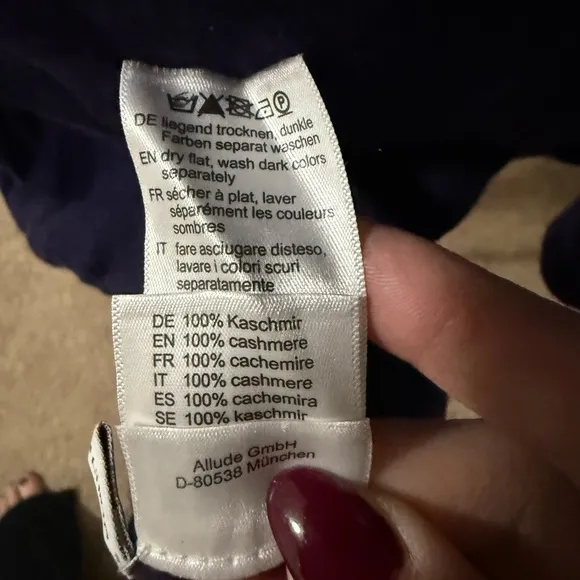 DE liegend trocknen, dunkle
Farben separat waschen
EN dry flat, wash dark colors
separately
FR sécher à plat, laver
séparément les couleurs
sombres
IT fare asciugare disteso,
lavare i colori scuri
separatamente
DE 100% Kaschmir
EN 100% cashmere
FR 100% cachemire
IT 100% cashmere
ES 100% cachemira
SE 100% kaschmir
Allude GmbH
D-80538 München